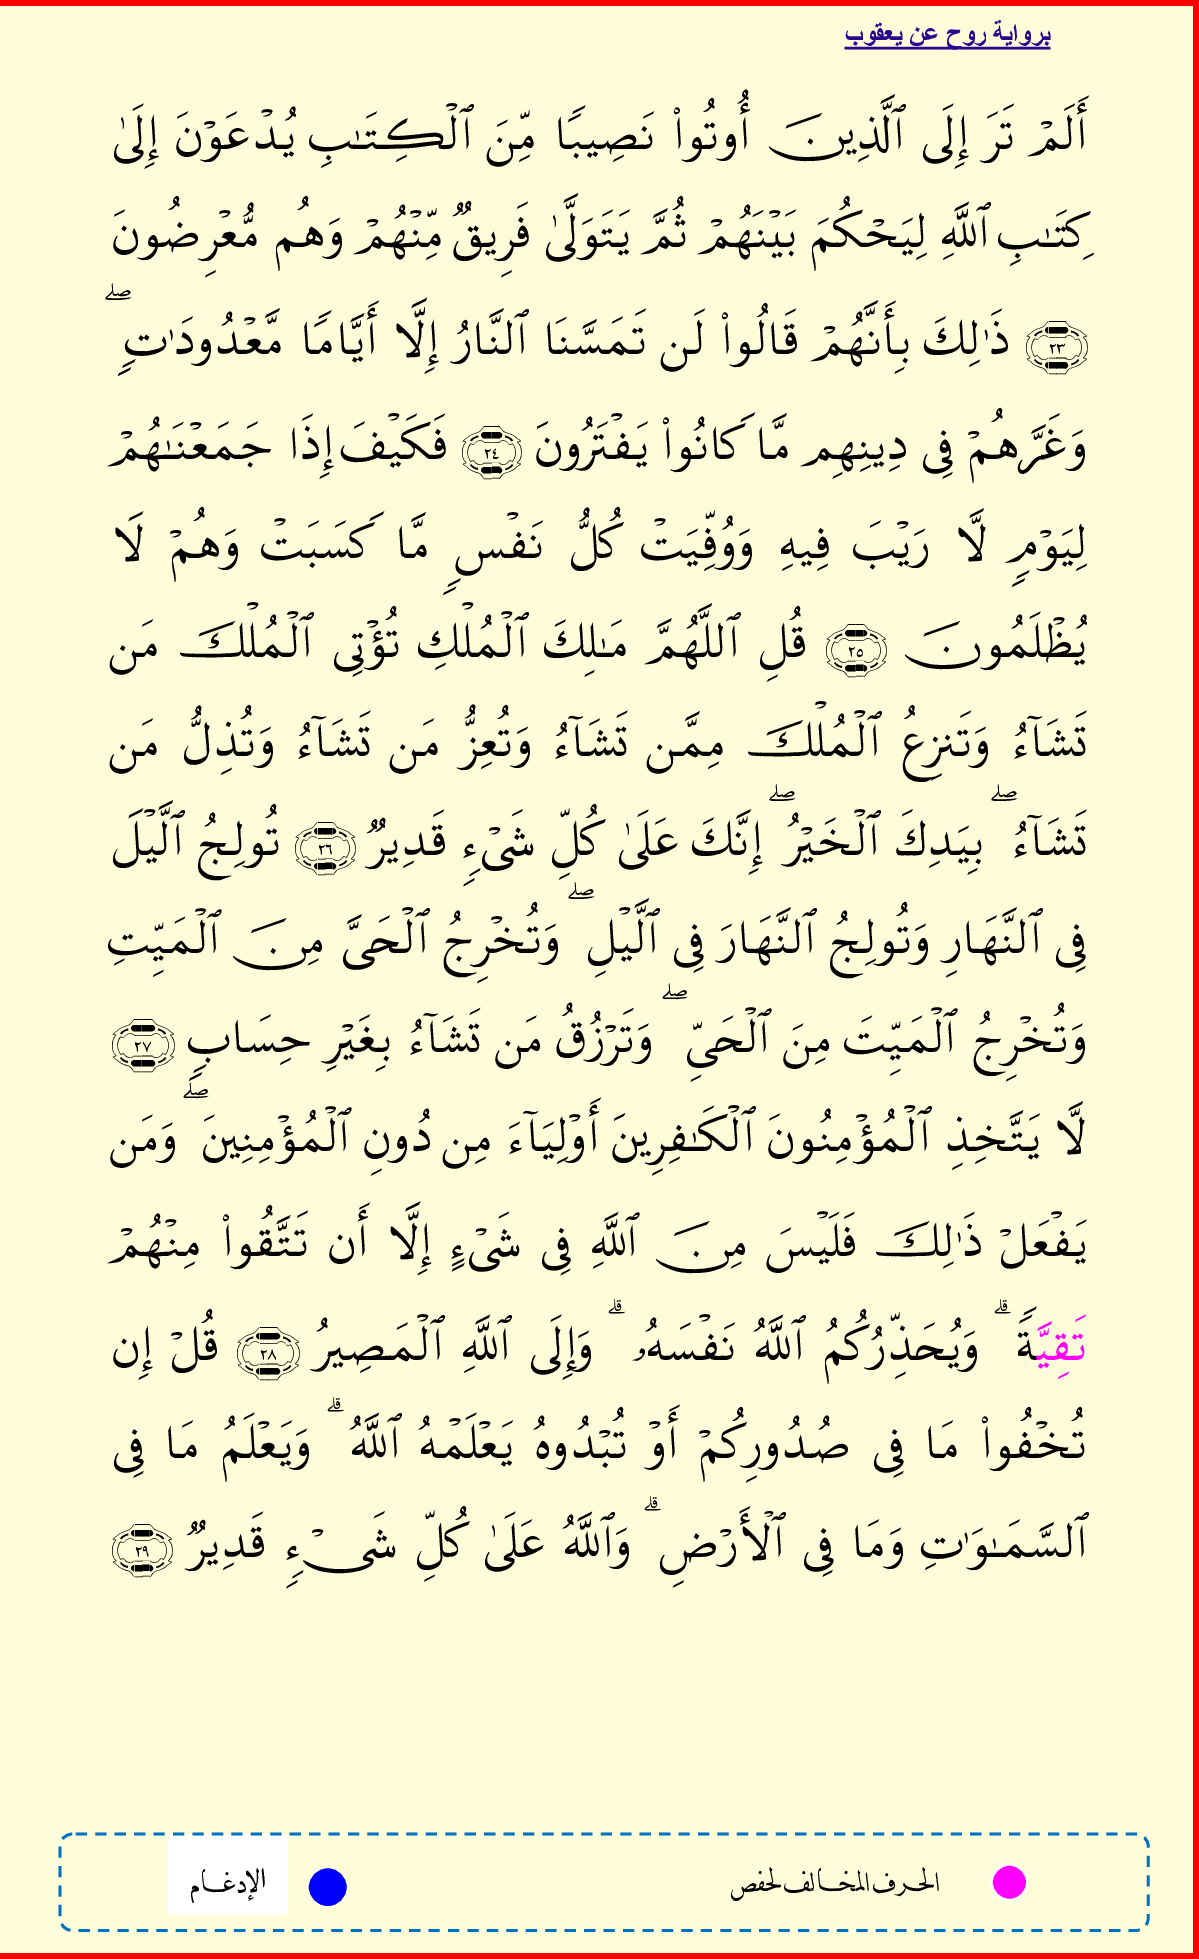 برواية روح عن يعقوب
أَلَمۡ تَرَ إِلَى ٱلَّذِينَ أُوتُواْ نَصِيبٗا مِّنَ ٱلۡكِتَٰبِ يُدۡعَوۡنَ إِلَىٰ
كِتَٰبِ ٱللَّهِ لِيَحۡكُمَ بَيۡنَهُمۡ ثُمَّ يَتَوَلَّىٰ فَرِيقٞ مِّنۡهُمۡ وَهُم مُّعۡرِضُونَ
٢٣ ذَٰلِكَ بِأَنَّهُمۡ قَالُواْ لَن تَمَسَّنَا ٱلنَّارُ إِلَّآ أَيَّامٗا مَّعۡدُودَٰتٖۖ
وَغَرَّهُمۡ فِي دِينِهِم مَّا كَانُواْ يَفۡتَرُونَ ٢٤ فَكَيۡفَ إِذَا جَمَعۡنَٰهُمۡ
لِيَوۡمٖ لَّا رَيۡبَ فِيهِ وَوُفِّيَتۡ كُلُّ نَفۡسٖ مَّا كَسَبَتۡ وَهُمۡ لَا
يُظۡلَمُونَ ٢٥ قُلِ ٱللَّهُمَّ مَٰلِكَ ٱلۡمُلۡكِ تُؤۡتِي ٱلۡمُلۡكَ مَن
تَشَآءُ وَتَنزِعُ ٱلۡمُلۡكَ مِمَّن تَشَآءُ وَتُعِزُّ مَن تَشَآءُ وَتُذِلُّ مَن
تَشَآءُۖ بِيَدِكَ ٱلۡخَيۡرُۖ إِنَّكَ عَلَىٰ كُلِّ شَيۡءٖ قَدِيرٞ ٢٦ تُولِجُ ٱلَّيۡلَ
فِي ٱلنَّهَارِ وَتُولِجُ ٱلنَّهَارَ فِي ٱلَّيۡلِۖ وَتُخۡرِجُ ٱلۡحَيَّ مِنَ ٱلۡمَيِّتِ
وَتُخۡرِجُ ٱلۡمَيِّتَ مِنَ ٱلۡحَيِّۖ وَتَرۡزُقُ مَن تَشَآءُ بِغَيۡرِ حِسَابٖ ٢٧
لَّا يَتَّخِذِ ٱلۡمُؤۡمِنُونَ ٱلۡكَٰفِرِينَ أَوۡلِيَآءَ مِن دُونِ ٱلۡمُؤۡمِنِينَۖ وَمَن
يَفۡعَلۡ ذَٰلِكَ فَلَيۡسَ مِنَ ٱللَّهِ فِي شَيۡءٍ إِلَّا أَن تَتَّقُواْ مِنۡهُمۡ
تَقِيَّةٗۗ وَيُحَذِّرُكُمُ ٱللَّهُ نَفۡسَهُۥۗ وَإِلَى ٱللَّهِ ٱلۡمَصِيرُ ٢٨ قُلۡ إِن
تُخۡفُواْ مَا فِي صُدُورِكُمۡ أَوۡ تُبۡدُوهُ يَعۡلَمۡهُ ٱللَّهُۗ وَيَعۡلَمُ مَا فِي
ٱلسَّمَٰوَٰتِ وَمَا فِي ٱلۡأَرۡضِۗ وَٱللَّهُ عَلَىٰ كُلِّ شَيۡءٖ قَدِيرٞ ٢٩
الحرف المخالف لحفص الإدغام